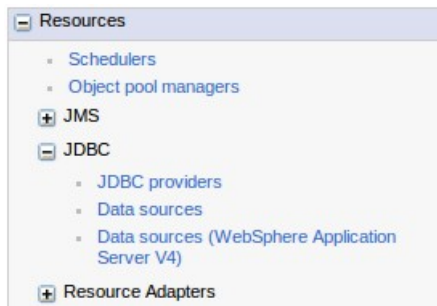 Resources
Schedulers
Object pool managers
JMS
JDBC
JDBC providers
Data sources
Data sources (WebSphere Application
Server V4)
Resource Adapters